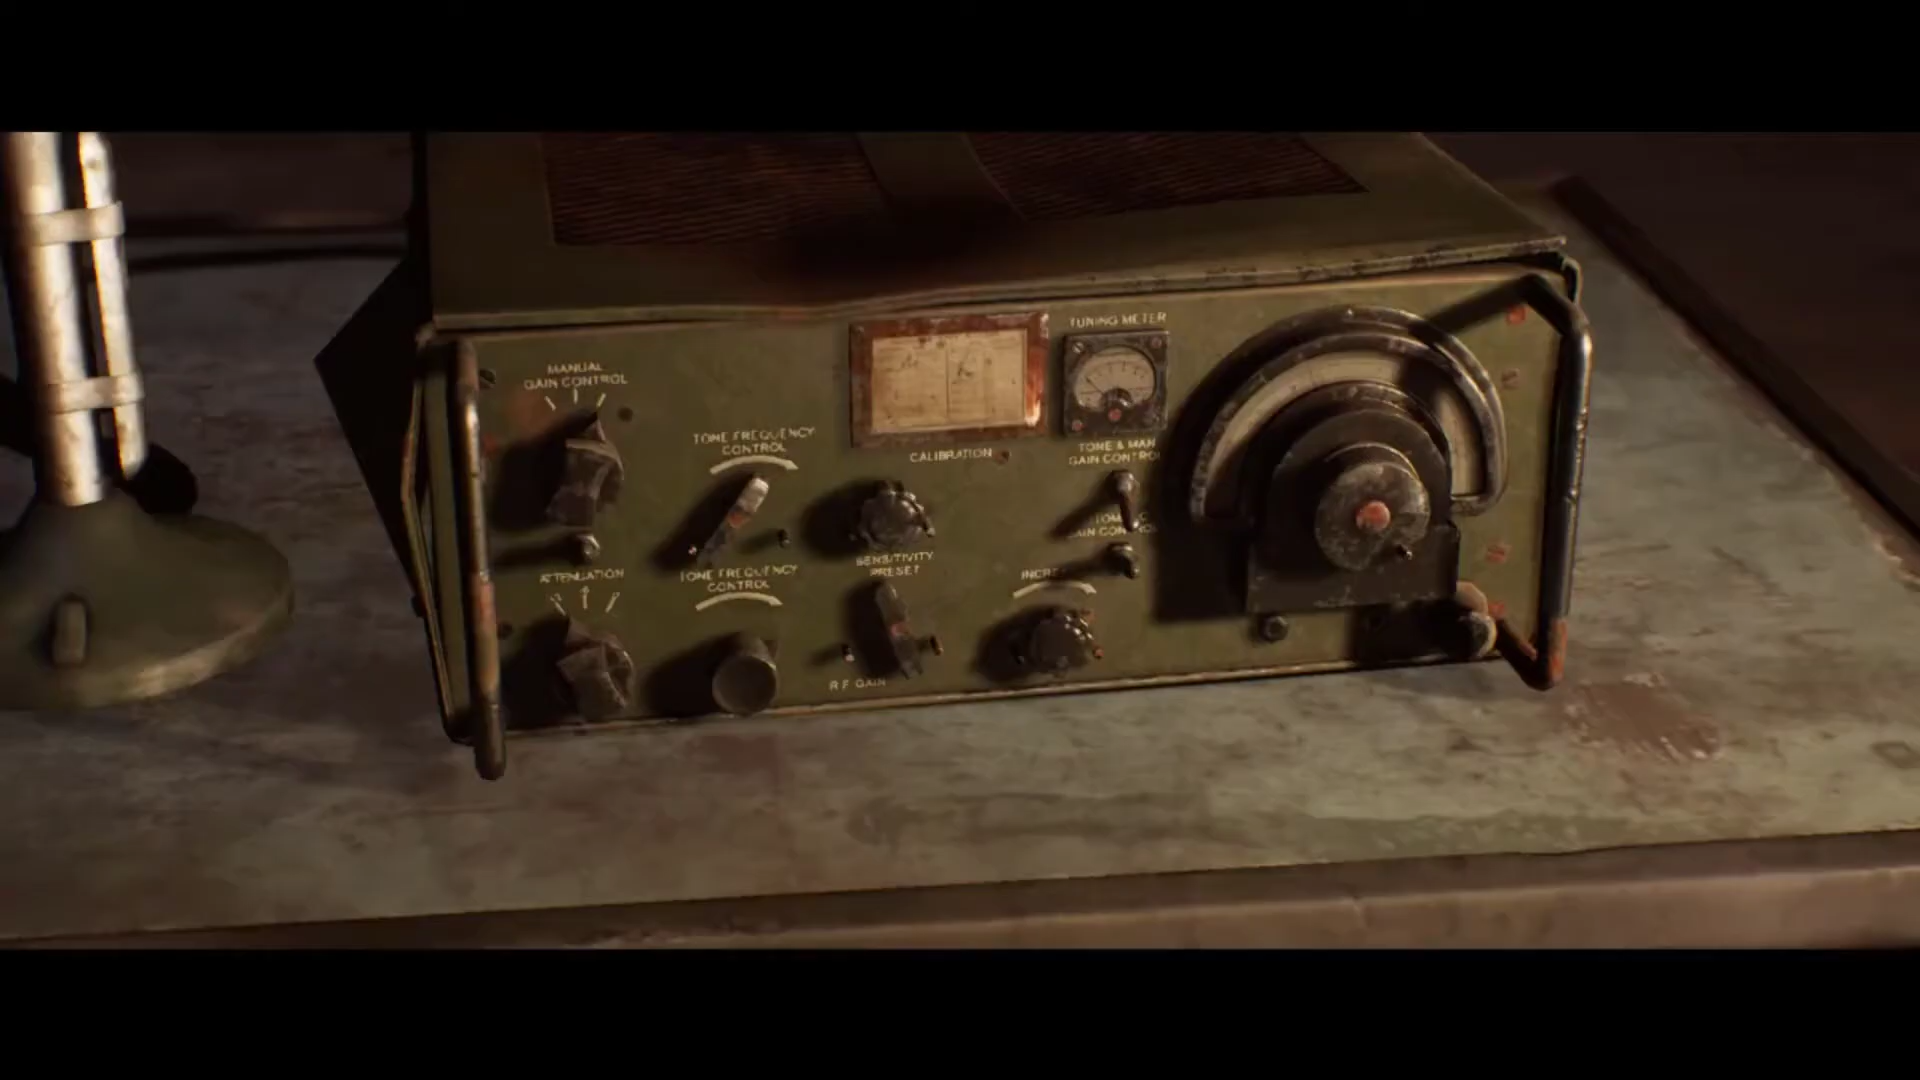 TUNING METER
MANUAL
GAIN CONTROL
TONE FREQUENCY
CONTROL
TONE & MAN
GAIN CONTROL
CALIBRATION
SENSITIVITY
PRESET
ATTENUATION
TONE FREQUENCY
CONTROL
R F GAIN